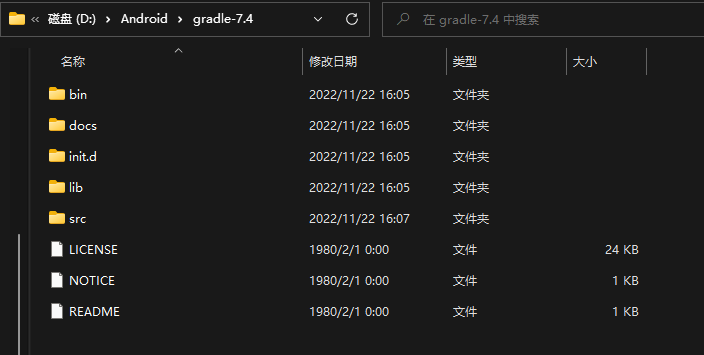 磁盘 (D:) Android gradle-7.4 在 gradle-7.4 中搜索
名称 修改日期 类型 大小
bin 2022/11/22 16:05 文件夹
docs 2022/11/22 16:05 文件夹
init.d 2022/11/22 16:05 文件夹
lib 2022/11/22 16:05 文件夹
src 2022/11/22 16:07 文件夹
LICENSE 1980/2/1 0:00 文件 24 KB
NOTICE 1980/2/1 0:00 文件 1 KB
README 1980/2/1 0:00 文件 1 KB